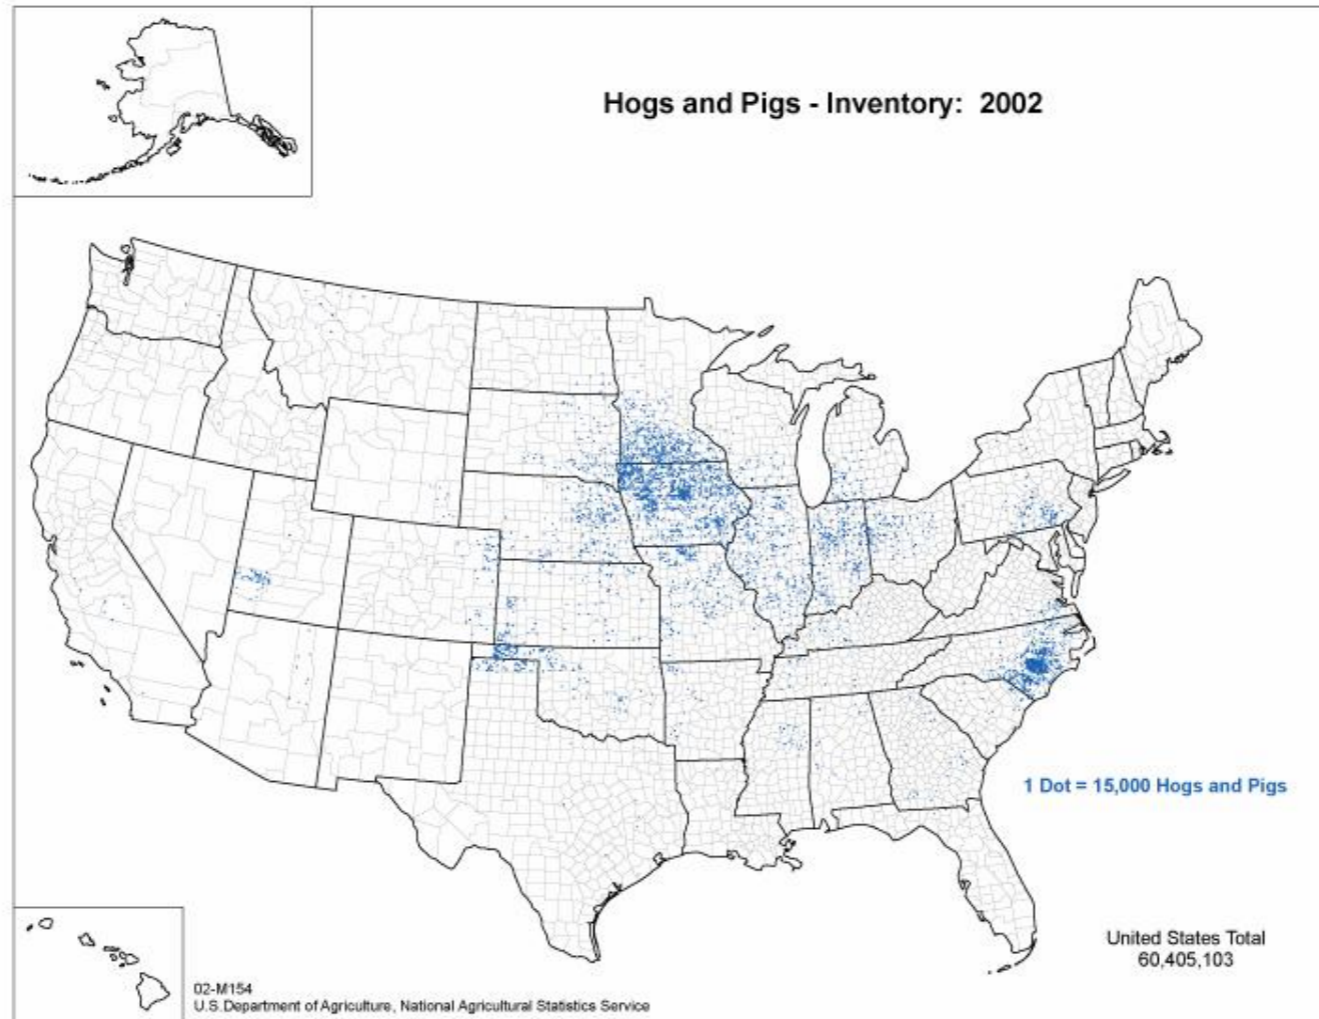 Hogs and Pigs - Inventory: 2002
1 Dot = 15,000 Hogs and Pigs
United States Total
60,405,103
02-M154
U.S.Department of Agriculture, National Agricultural Statistics Service